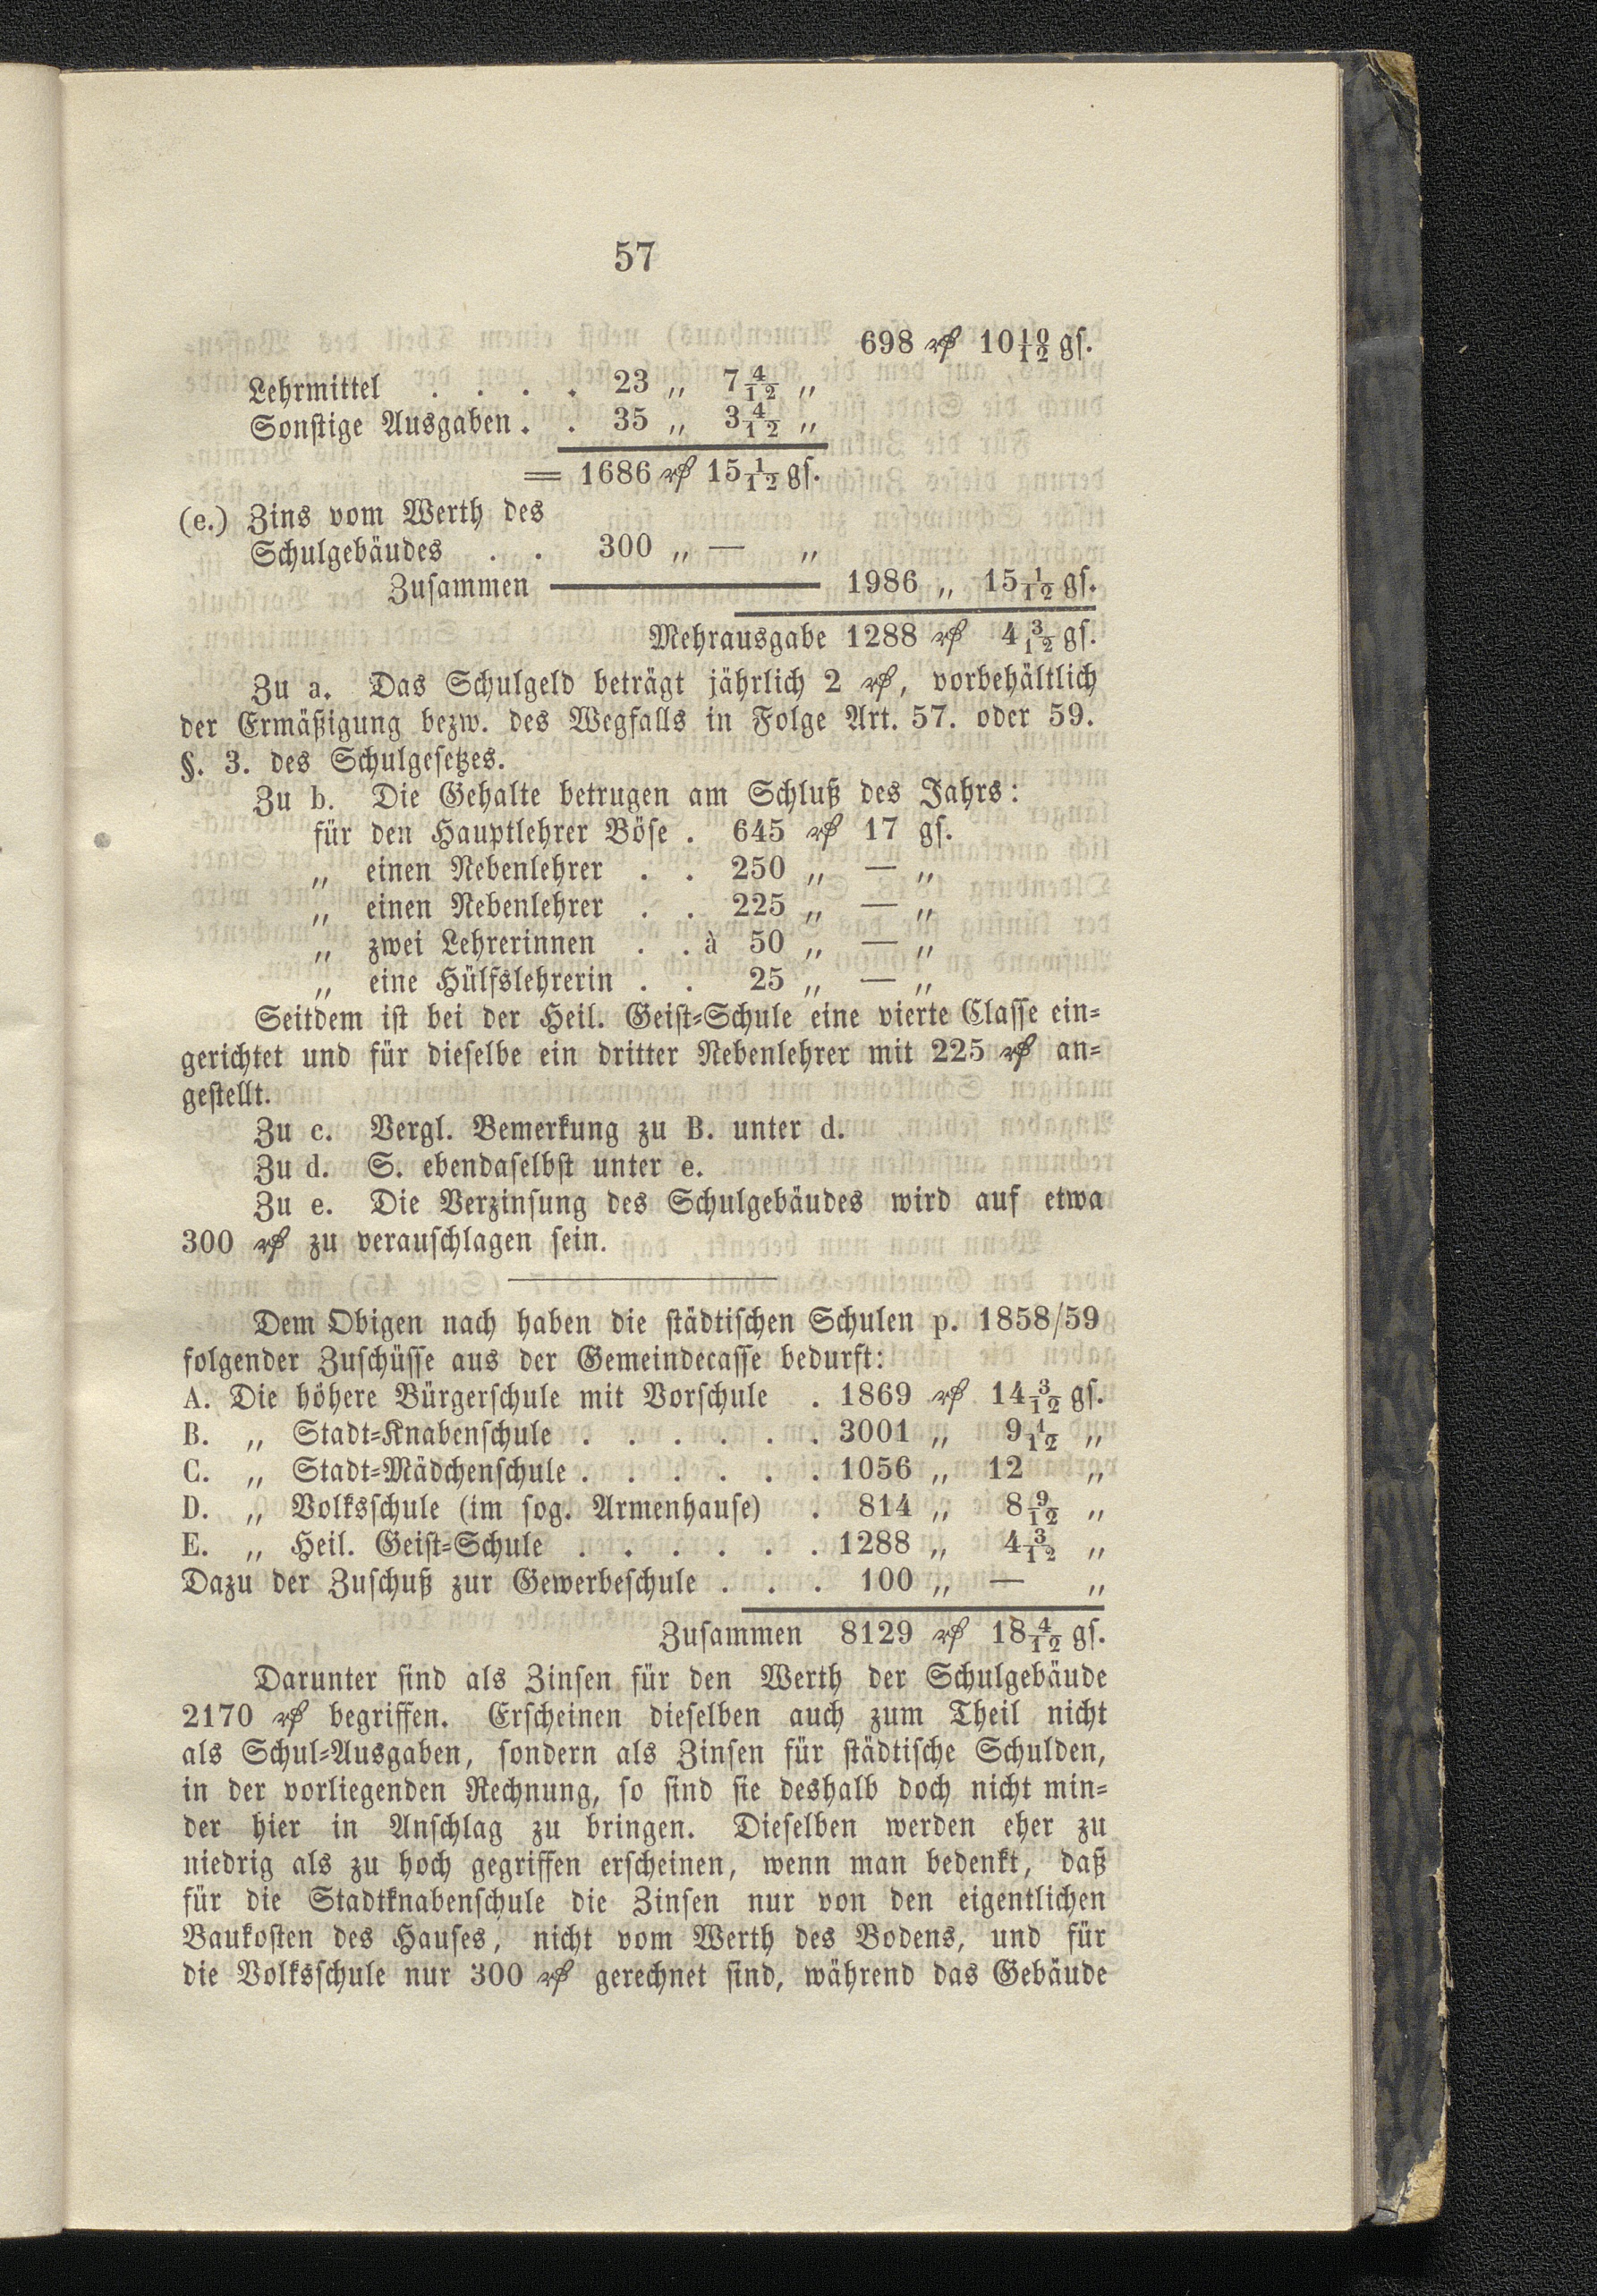 57
698 ₰ 10 10/12 gſ.
Lehrmittel . . . . 23 „ 7 4/12 „
Sonſtige Ausgaben . . 35 „ 3 4/12 „
= 1686 ₰ 15 1/12 gſ.
(e.) Zins vom Werth des
Schulgebäudes . . 300 „ — „
Zuſammen ——— 1986 „ 15 1/12 gſ.
Mehrausgabe 1288 ₰ 4 3/12 gſ.
Zu a. Das Schulgeld beträgt jährlich 2 ₰, vorbehältlich
der Ermäßigung bezw. des Wegfalls in Folge Art. 57. oder 59.
§. 3. des Schulgeſetzes.
Zu b. Die Gehalte betrugen am Schluß des Jahrs:
für den Hauptlehrer Böſe . 645 ₰ 17 gſ.
„ einen Nebenlehrer . . 250 „ — „
„ einen Nebenlehrer . . 225 „ — „
„ zwei Lehrerinnen . . à 50 „ — „
„ eine Hülfslehrerin . . 25 „ — „
Seitdem iſt bei der Heil. Geiſt-Schule eine vierte Claſſe ein-
gerichtet und für dieſelbe ein dritter Nebenlehrer mit 225 ₰ an-
geſtellt.
Zu c. Vergl. Bemerkung zu B. unter d.
Zu d. S. ebendaſelbſt unter e.
Zu e. Die Verzinſung des Schulgebäudes wird auf etwa
300 ₰ zu verauſchlagen ſein.
Dem Obigen nach haben die ſtädtiſchen Schulen p. 1858/59
folgender Zuſchüſſe aus der Gemeindecaſſe bedurft:
A. Die höhere Bürgerſchule mit Vorſchule . 1869 ₰ 14 3/12 gſ.
B. „ Stadt-Knabenſchule . . . . . . 3001 „ 9 1/12 „
C. „ Stadt-Mädchenſchule . . . . . . 1056 „ 12 „
D. „ Volksſchule (im ſog. Armenhauſe) . 814 „ 8 9/12 „
E. „ Heil. Geiſt-Schule . . . . . . 1288 „ 4 3/12 „
Dazu der Zuſchuß zur Gewerbeſchule . . . 100 „ — „
Zuſammen 8129 ₰ 18 4/12 gſ.
Darunter ſind als Zinſen für den Werth der Schulgebäude
2170 ₰ begriffen. Erſcheinen dieſelben auch zum Theil nicht
als Schul-Ausgaben, ſondern als Zinſen für ſtädtiſche Schulden,
in der vorliegenden Rechnung, ſo ſind ſie deshalb doch nicht min-
der hier in Anſchlag zu bringen. Dieſelben werden eher zu
niedrig als zu hoch gegriffen erſcheinen, wenn man bedenkt, daß
für die Stadtknabenſchule die Zinſen nur von den eigentlichen
Baukoſten des Hauſes, nicht vom Werth des Bodens, und für
die Volksſchule nur 300 ₰ gerechnet ſind, während das Gebäude